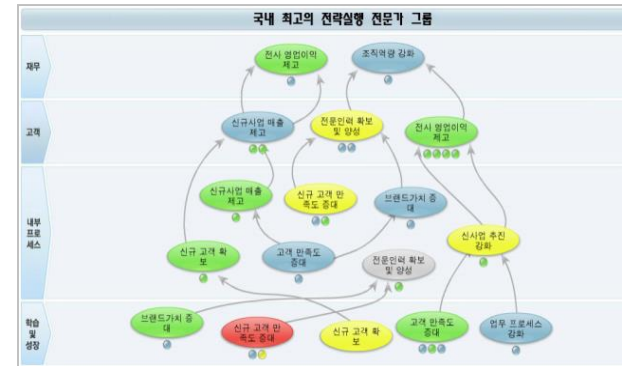 국내 최고의 전략실행 전문가 그룹
재무
전사 영업이익
제고
조직역량 강화
고객
신규사업 매출
제고
전문인력 확보
및 양성
전사 영업이익
제고
내부
프로
세스
신규사업 매출
제고
신규 고객 만
족도 증대
브랜드가치 증
대
신규 고객 확
보
고객 만족도
증대
전문인력 확보
및 양성
신사업 추진
강화
학습
및
성장
브랜드가치 증
대
신규 고객 만
족도 증대
신규 고객 확
보
고객 만족도
증대
업무 프로세스
강화